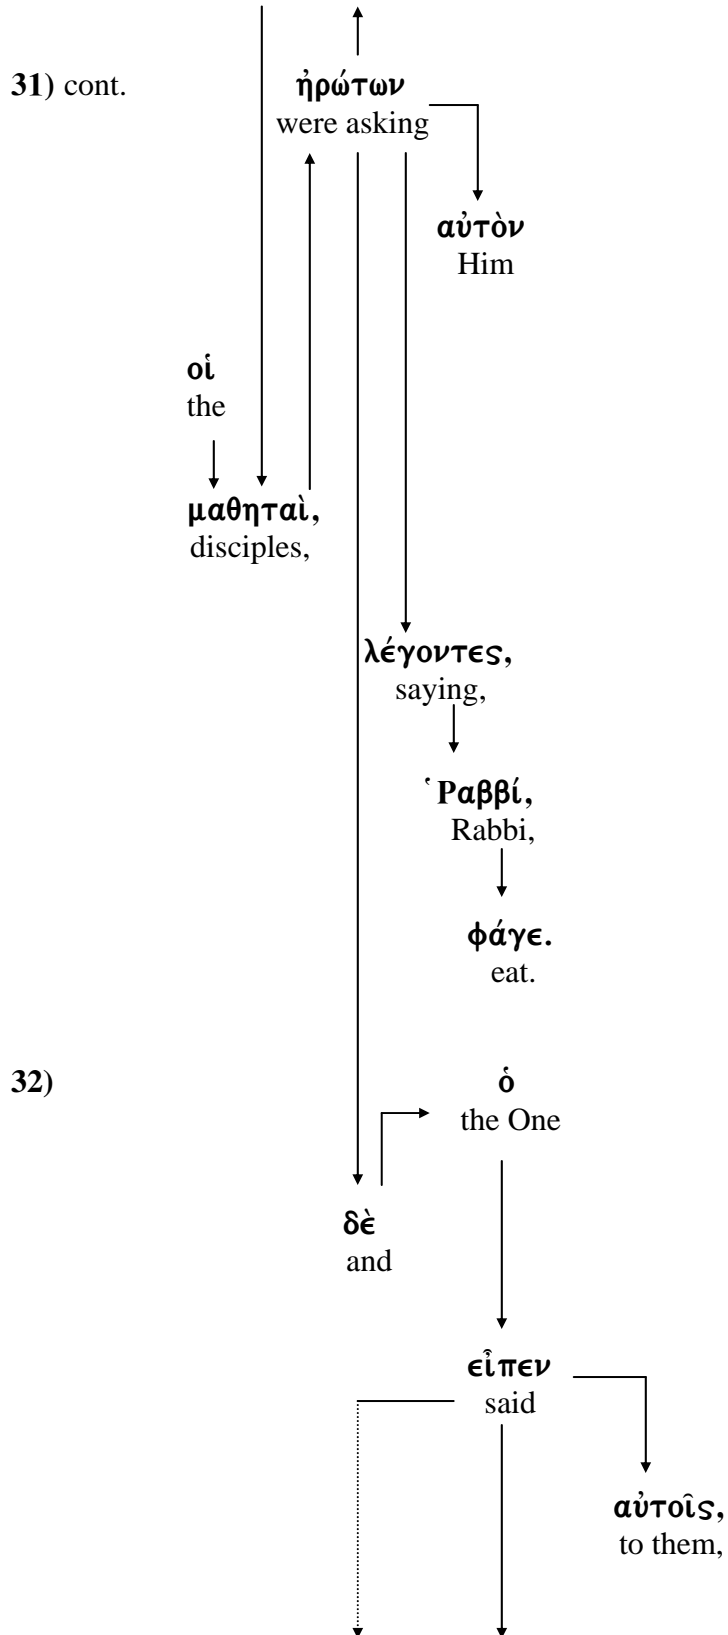 31) cont.
ἠρώτων
were asking
αὐτὸν
Him
οἱ
the
μαθηταὶ,
disciples,
λέγοντες,
saying,
Ῥαββί,
Rabbi,
φάγε.
eat.
32)
ὁ
the One
δὲ
and
εἶπεν
said
αὐτοῖς,
to them,